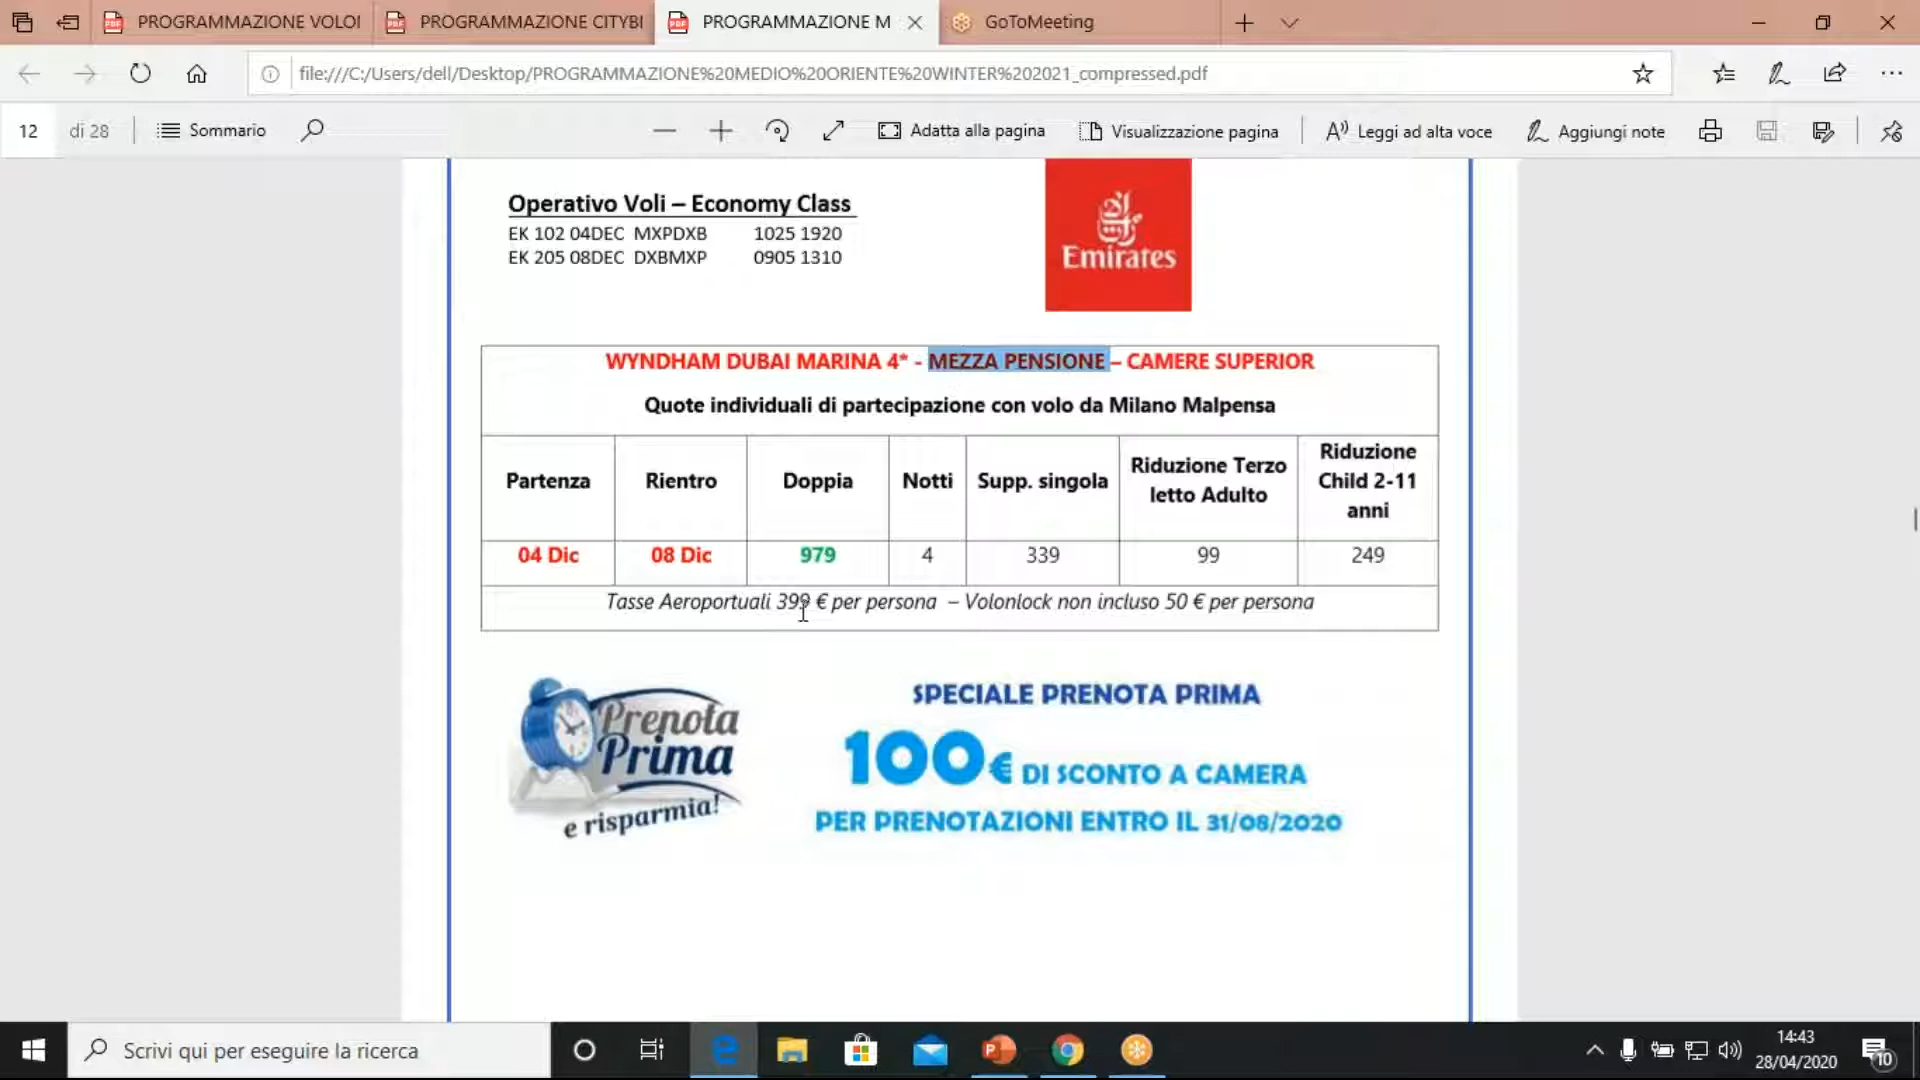 PROGRAMMAZIONE VOLOI
PROGRAMMAZIONE CITYBI
PROGRAMMAZIONE M
GoToMeeting
file:///C:/Users/dell/Desktop/PROGRAMMAZIONE%20MEDIO%20ORIENTE%20WINTER%202021_compressed.pdf
12 di 28
Sommario
Adatta alla pagina
Visualizzazione pagina
Leggi ad alta voce
Aggiungi note
Operativo Voli – Economy Class
EK 102 04DEC MXPDXB 1025 1920
EK 205 08DEC DXBMXP 0905 1310
Emirates
WYNDHAM DUBAI MARINA 4* - MEZZA PENSIONE – CAMERE SUPERIOR
Quote individuali di partecipazione con volo da Milano Malpensa
Partenza Rientro Doppia Notti Supp. singola Riduzione Terzo letto Adulto Riduzione Child 2-11 anni
04 Dic 08 Dic 979 4 339 99 249
Tasse Aeroportuali 399 € per persona – Volonlock non incluso 50 € per persona
Prenota
Prima
e risparmia!
SPECIALE PRENOTA PRIMA
100€ DI SCONTO A CAMERA
PER PRENOTAZIONI ENTRO IL 31/08/2020
Scrivi qui per eseguire la ricerca
14:43
28/04/2020
10